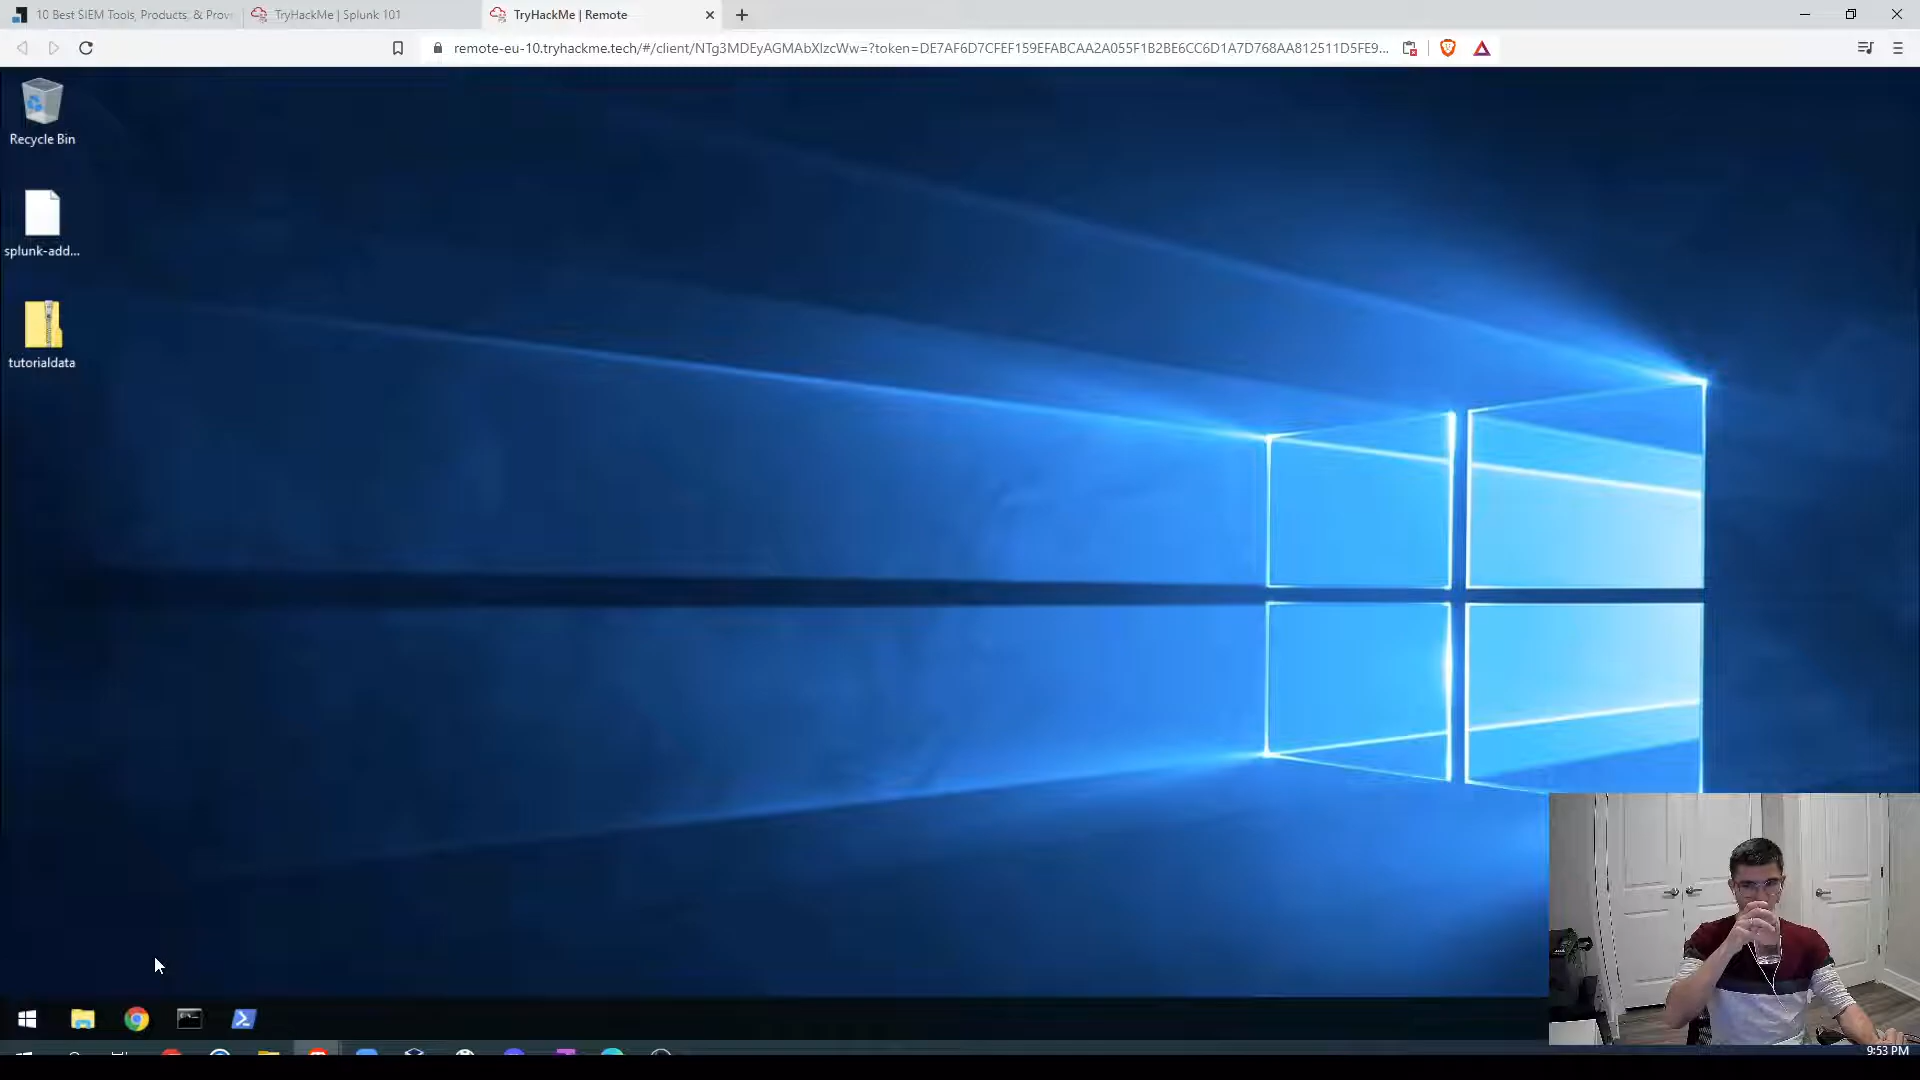 10 Best SIEM Tools, Products, & Prov
TryHackMe | Splunk 101
TryHackMe | Remote
remote-eu-10.tryhackme.tech/#/client/NTg3MDEyAGMAbXlzcWw=?token=DE7AF6D7CFEF159EFABCAA2A055F1B2BE6CC6D1A7D768AA812511D5FE9...
Recycle Bin
splunk-add...
tutorialdata
9:53 PM